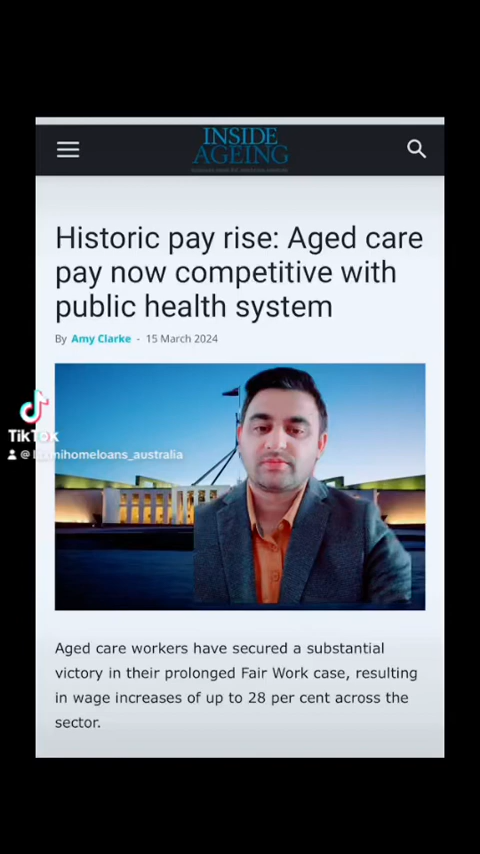 INSIDE
AGEING
Historic pay rise: Aged care
pay now competitive with
public health system
By Amy Clarke - 15 March 2024
TikTok
Aged care workers have secured a substantial
victory in their prolonged Fair Work case, resulting
in wage increases of up to 28 per cent across the
sector.